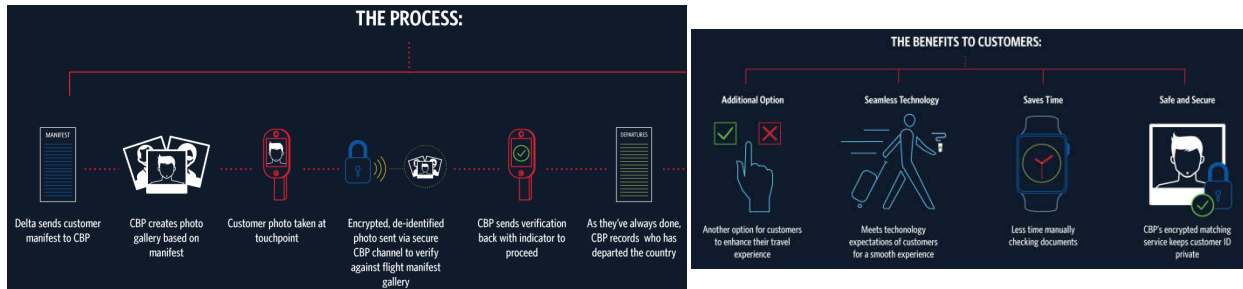 THE PROCESS:
MANIFEST
DEPARTURES
Delta sends customer
manifest to CBP
CBP creates photo
gallery based on
manifest
Customer photo taken at
touchpoint
Encrypted, de-identified
photo sent via secure
CBP channel to verify
against flight manifest
gallery
CBP sends verification
back with indicator to
proceed
As they've always done,
CBP records who has
departed the country
THE BENEFITS TO CUSTOMERS:
Additional Option
Seamless Technology
Saves Time
Safe and Secure
Another option for customers
to enhance their travel
experience
Meets technology
expectations of customers
for a smooth experience
Less time manually
checking documents
CBP's encrypted matching
service keeps customer ID
private